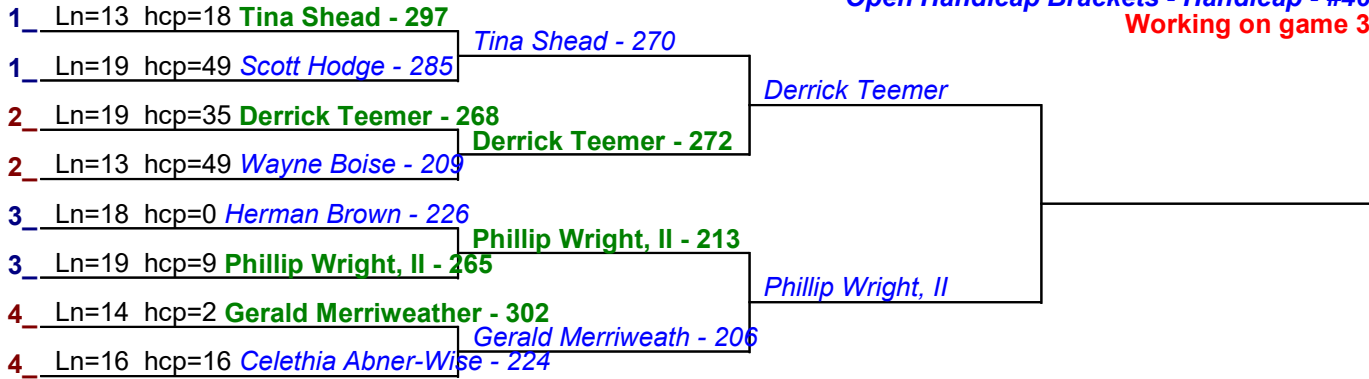 Open Handicap Brackets - Handicap - #40
Working on game 3
1_ Ln=13 hcp=18 Tina Shead - 297
Tina Shead - 270
1_ Ln=19 hcp=49 Scott Hodge - 285
Derrick Teemer
2_ Ln=19 hcp=35 Derrick Teemer - 268
Derrick Teemer - 272
2_ Ln=13 hcp=49 Wayne Boise - 209
3_ Ln=18 hcp=0 Herman Brown - 226
Phillip Wright, II - 213
3_ Ln=19 hcp=9 Phillip Wright, II - 265
Phillip Wright, II
4_ Ln=14 hcp=2 Gerald Merriweather - 302
Gerald Merriweath - 206
4_ Ln=16 hcp=16 Celethia Abner-Wise - 224